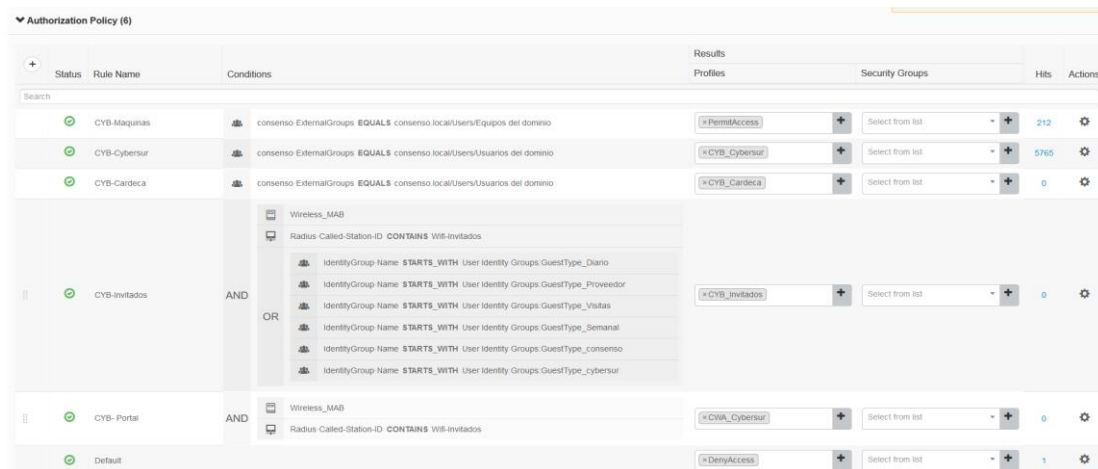 Authorization Policy (6)
Results
+ Status Rule Name Conditions Profiles Security Groups Hits Actions
Search
CYB-Maquinas consenso·ExternalGroups EQUALS consenso.local/Users/Equipos del dominio ×PermitAccess + Select from list + 212
CYB-Cybersur consenso·ExternalGroups EQUALS consenso.local/Users/Usuarios del dominio ×CYB_Cybersur + Select from list + 5765
CYB-Cardeca consenso·ExternalGroups EQUALS consenso.local/Users/Usuarios del dominio ×CYB_Cardeca + Select from list + 0
Wireless_MAB
Radius·Called-Station-ID CONTAINS Wifi-Invitados
IdentityGroup·Name STARTS_WITH User Identity Groups:GuestType_Diario
IdentityGroup·Name STARTS_WITH User Identity Groups:GuestType_Proveedor
CYB-Invitados AND OR IdentityGroup·Name STARTS_WITH User Identity Groups:GuestType_Visitas ×CYB_Invitados + Select from list + 0
IdentityGroup·Name STARTS_WITH User Identity Groups:GuestType_Semanal
IdentityGroup·Name STARTS_WITH User Identity Groups:GuestType_consenso
IdentityGroup·Name STARTS_WITH User Identity Groups:GuestType_cybersur
Wireless_MAB
CYB- Portal AND ×CWA_Cybersur + Select from list + 0
Radius·Called-Station-ID CONTAINS Wifi-Invitados
Default ×DenyAccess + Select from list + 1